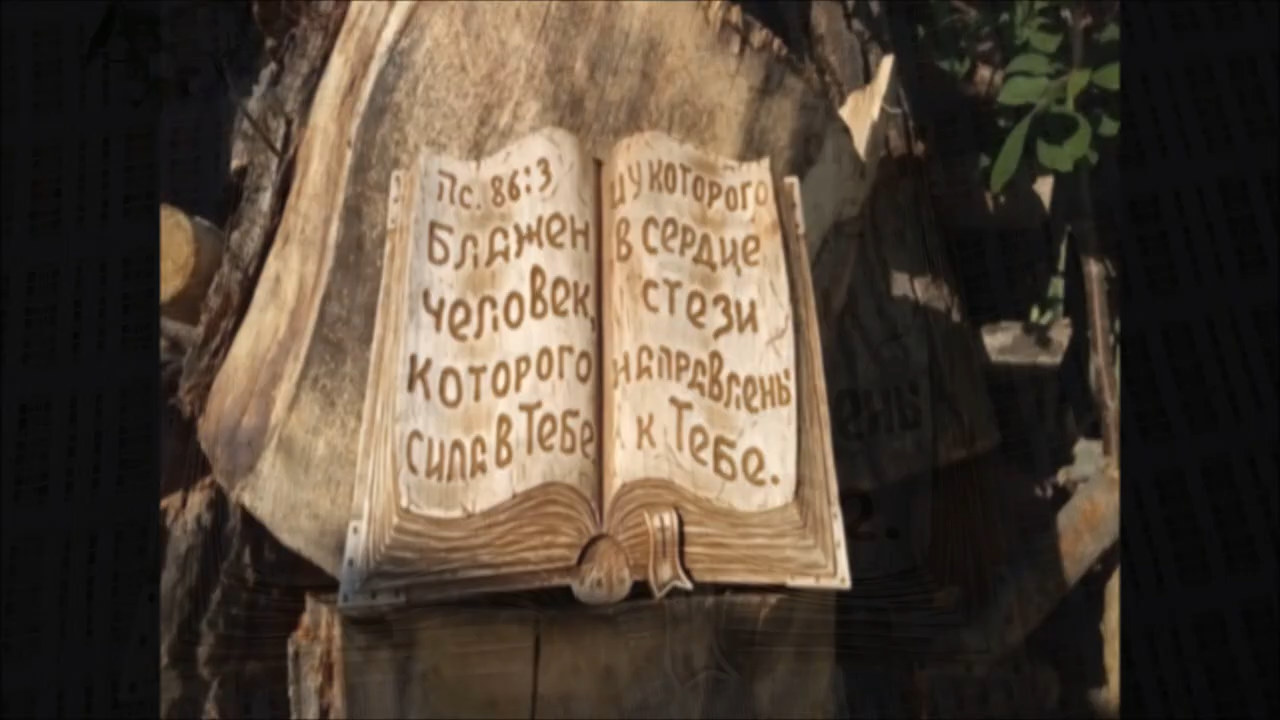 Пс. 86:3
Блажен
человек,
которого
сила в Тебе
и у которого
в сердце
стези
направлены
к Тебе.